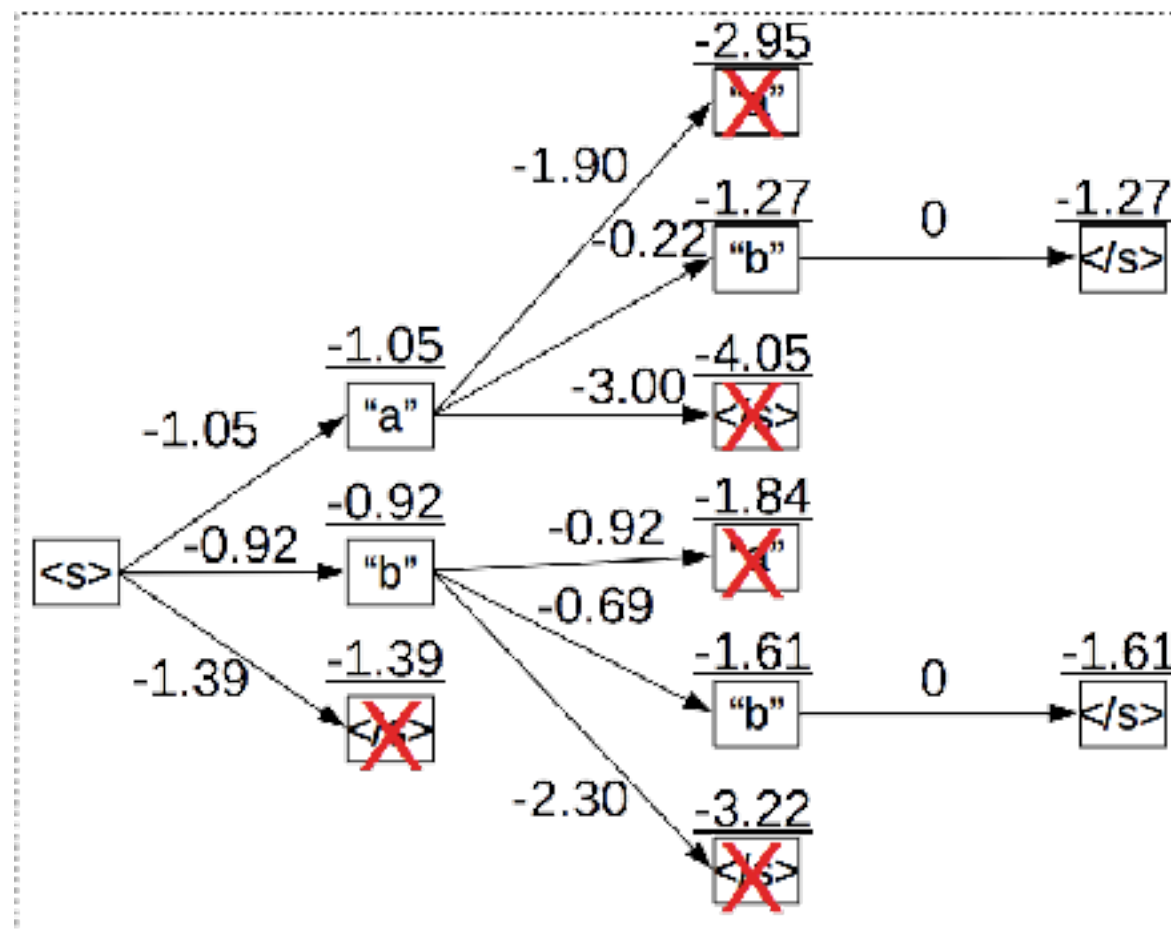 -2.95
“a”
-1.90
-1.27
0
-1.27
-0.22
“b”
</s>
-1.05
-4.05
-3.00
“a”
</s>
-1.05
-0.92
-1.84
-0.92
“a”
<s>
-0.92
“b”
-0.69
-1.39
-1.61
0
-1.61
-1.39
</s>
“b”
</s>
-2.30
-3.22
</s>